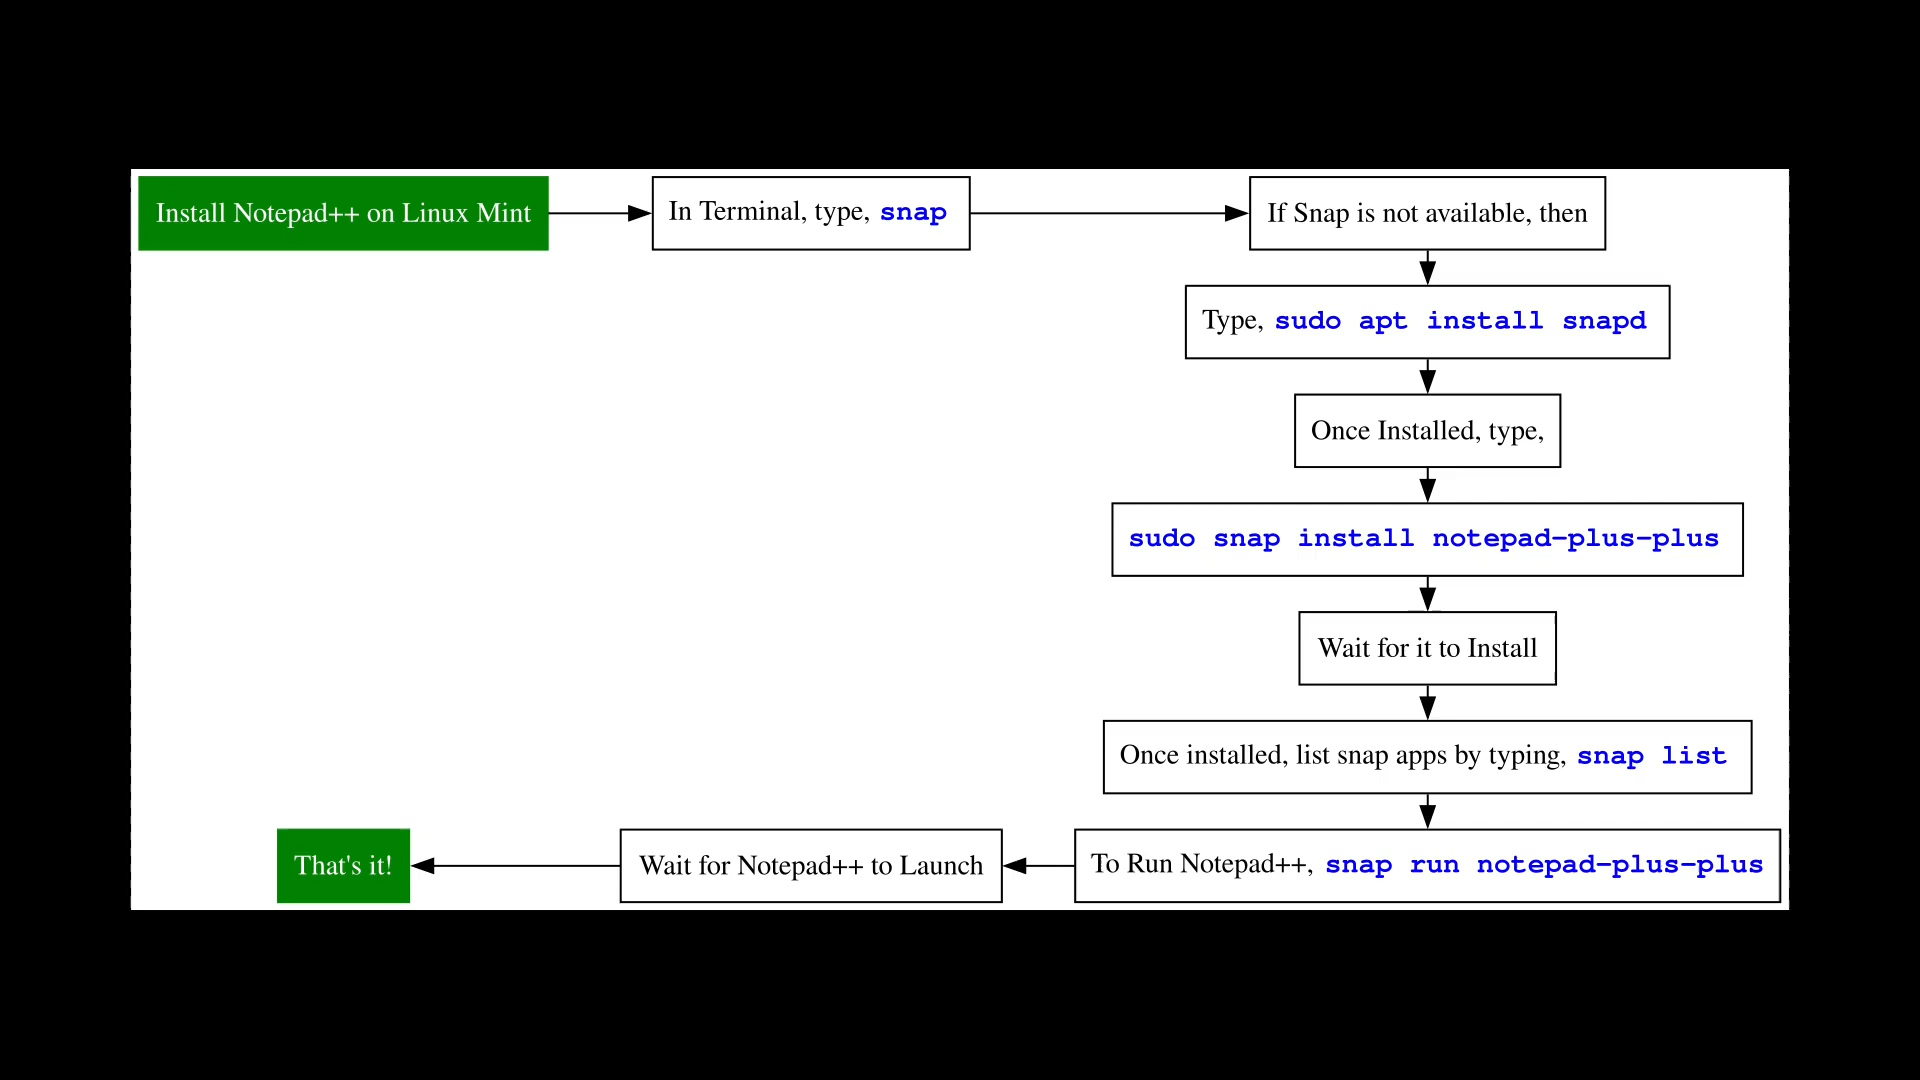 Install Notepad++ on Linux Mint
In Terminal, type, snap
If Snap is not available, then
Type, sudo apt install snapd
Once Installed, type,
sudo snap install notepad-plus-plus
Wait for it to Install
Once installed, list snap apps by typing, snap list
To Run Notepad++, snap run notepad-plus-plus
Wait for Notepad++ to Launch
That's it!